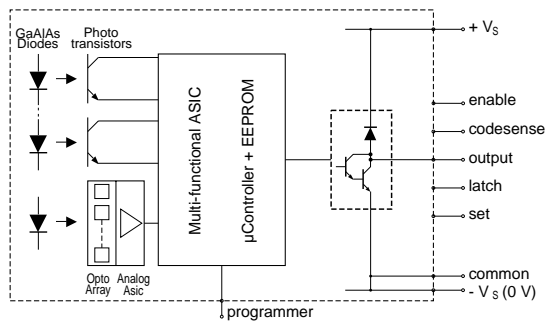 GaAlAs
Diodes
Photo
transistors
Multi-functional ASIC
µController + EEPROM
Opto
Array
Analog
Asic
+ VS
enable
codesense
output
latch
set
common
- VS (0 V)
programmer